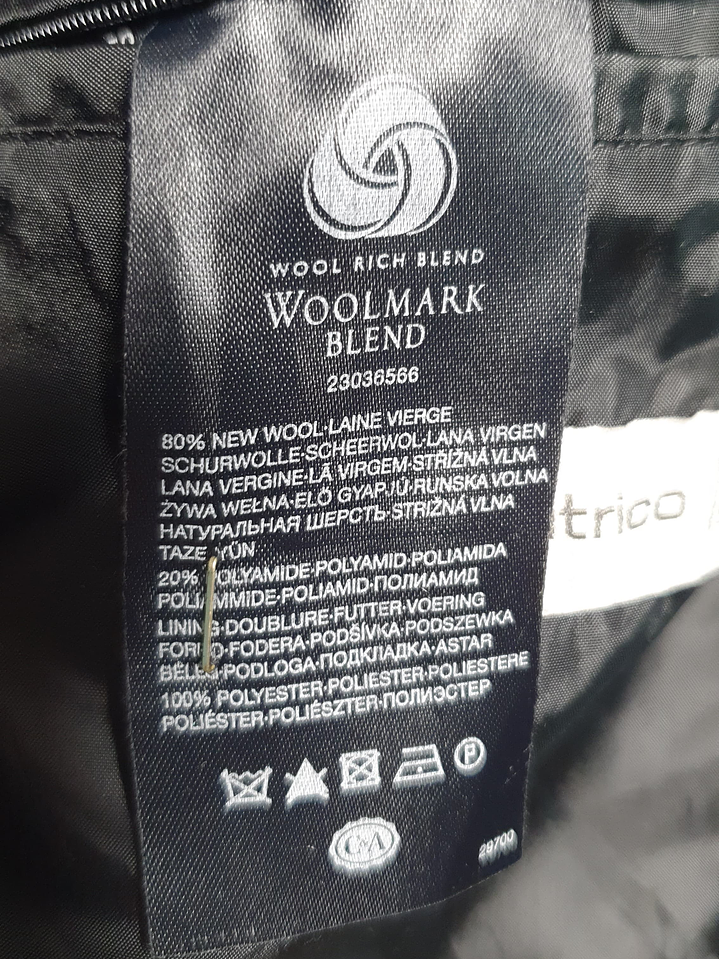 WOOL RICH BLEND
WOOLMARK
BLEND
23036566
80% NEW WOOL·LAINE VIERGE
SCHURWOLLE·SCHEERWOL·LANA VIRGEN
LANA VERGINE·LÃ VIRGEM·STRIŽNÁ VLNA
ŻYWA WEŁNA·ELŐ GYAPJÚ·RUNSKA VOLNA
НАТУРАЛЬНАЯ ШЕРСТЬ·STRIŽNÁ VLNA
TAZE YÜN
20% POLYAMIDE·POLYAMID·POLIAMIDA
POLIAMMIDE·POLIAMID·ПОЛИАМИД
LINING·DOUBLURE·FUTTER·VOERING
FORRO·FODERA·PODŠÍVKA·PODSZEWKA
BÉLÉS·PODLOGA·ПОДКЛАДКА·ASTAR
100% POLYESTER·POLIESTER·POLIESTERE
POLIÉSTER·POLIÉSZTER·ПОЛИЭСТЕР
P
C&A
29700
trico